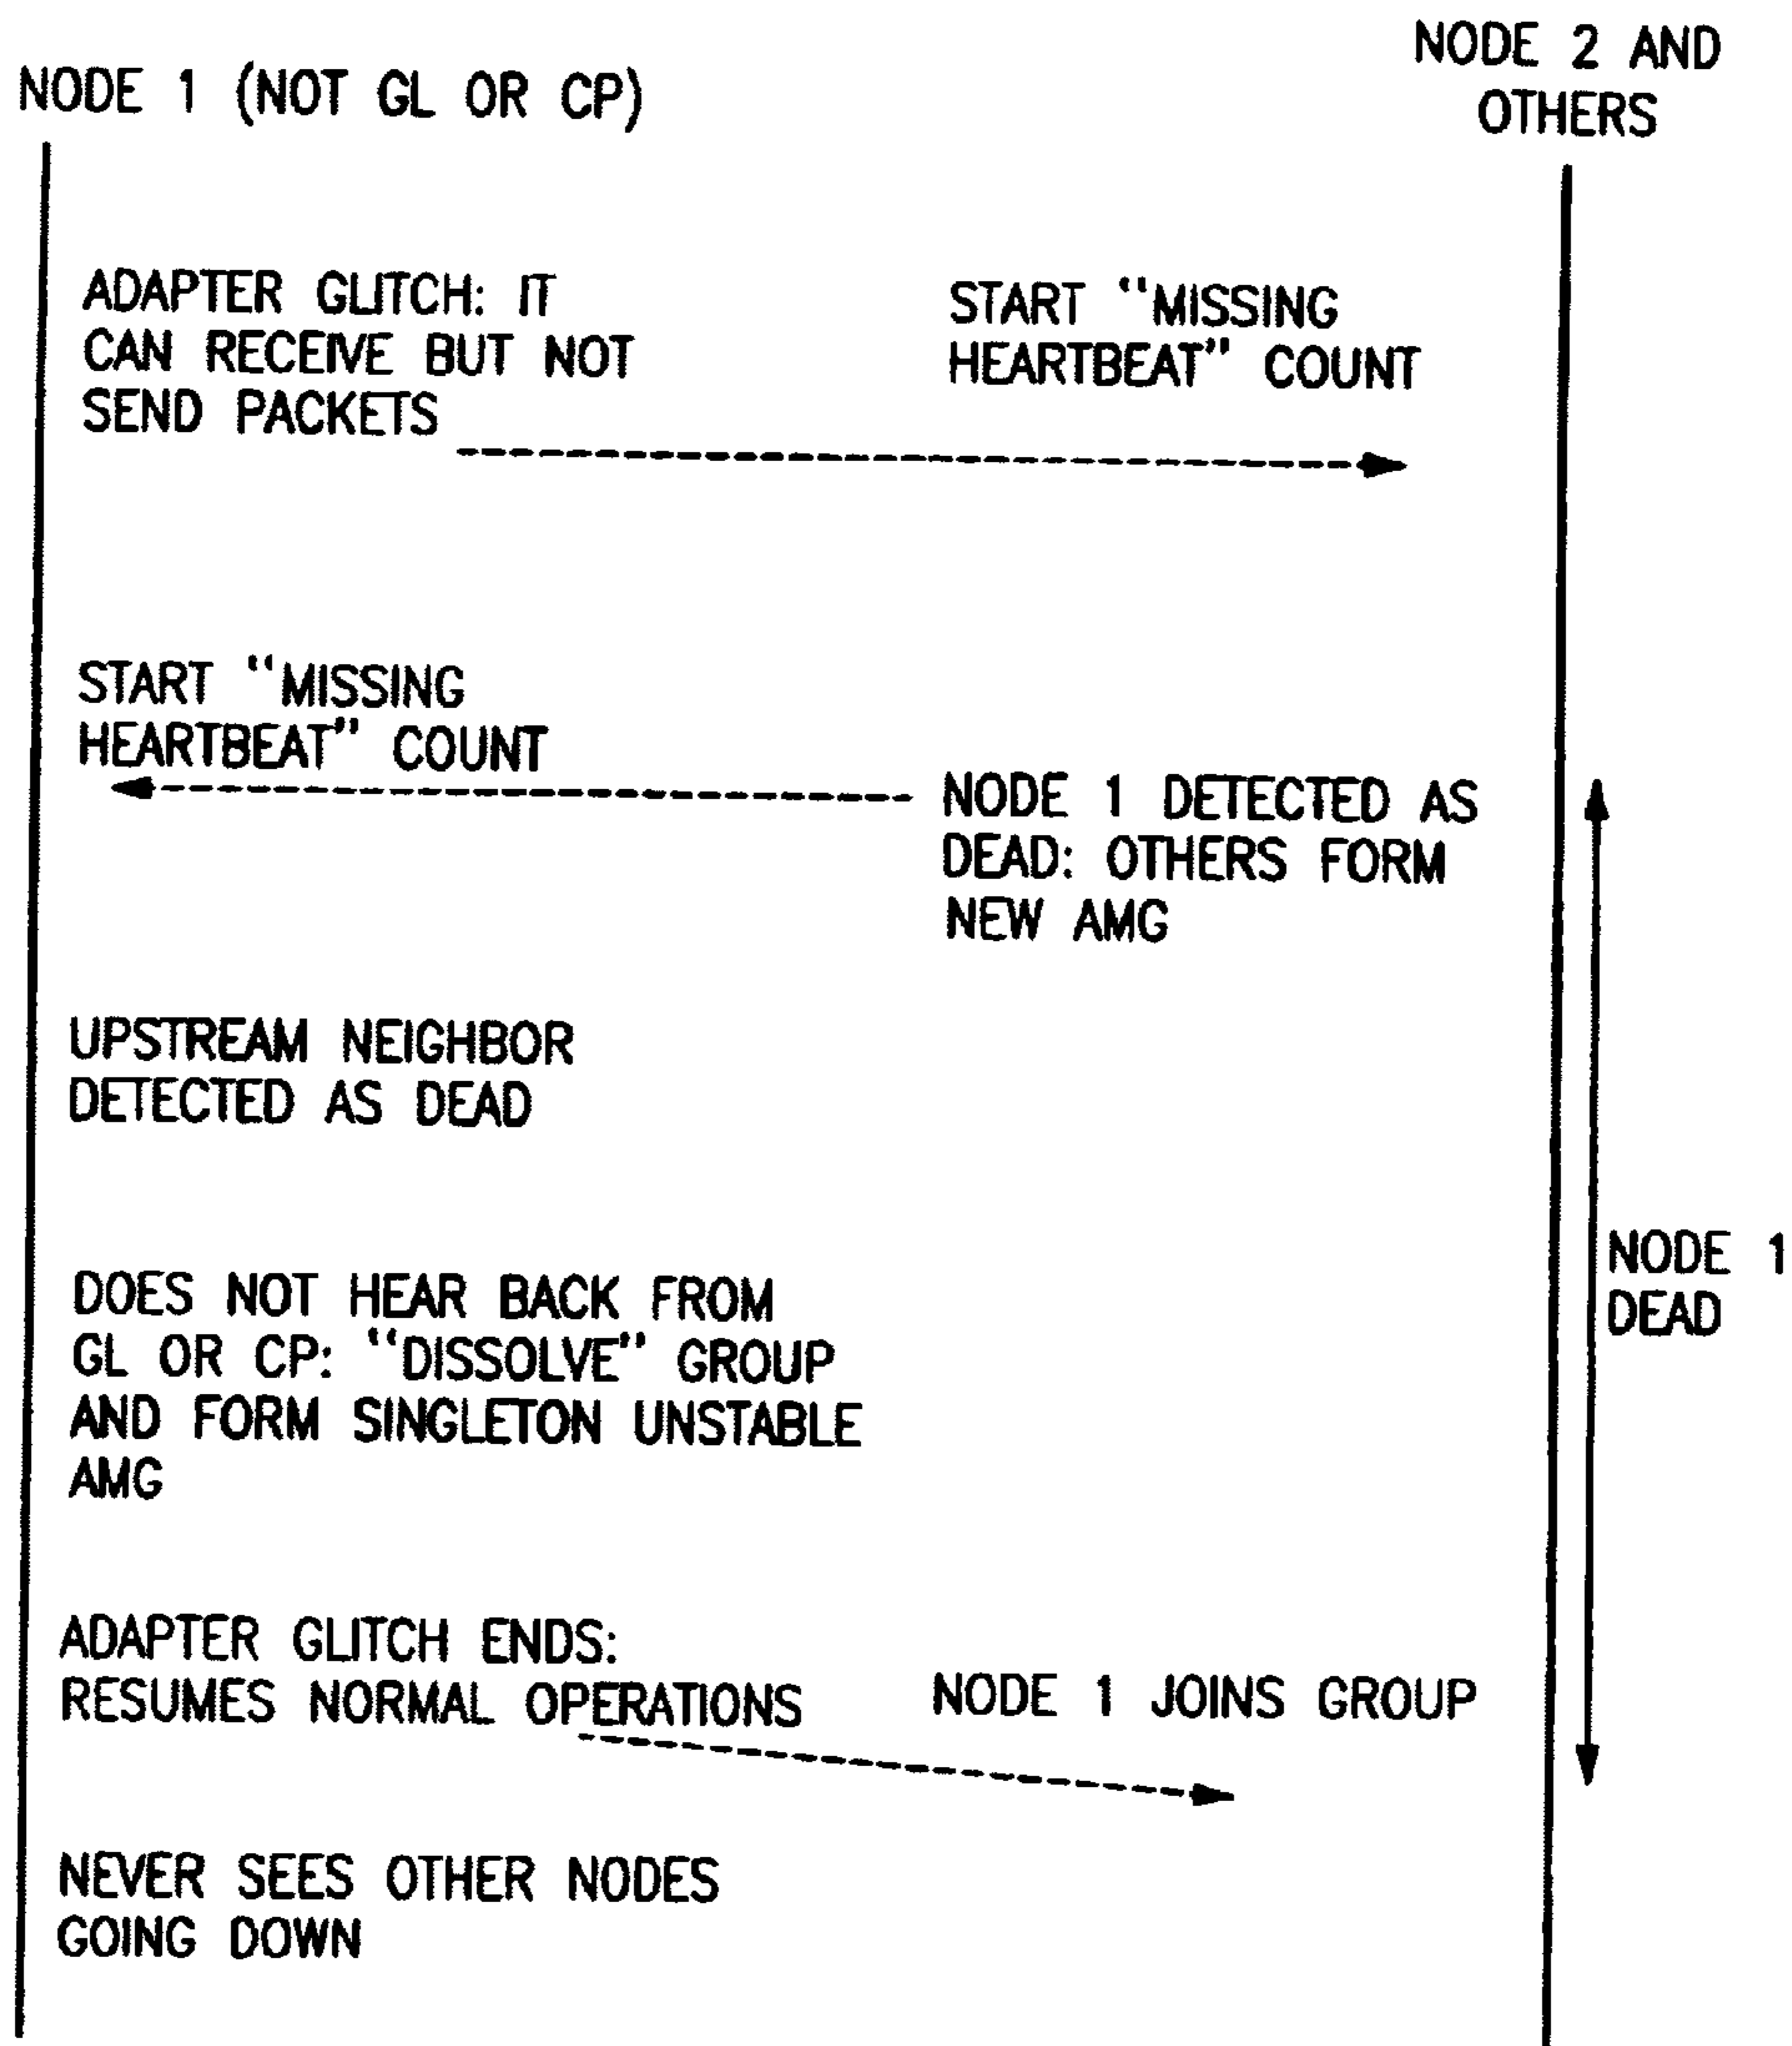 NODE 1 (NOT GL OR CP)
NODE 2 AND
OTHERS
ADAPTER GLITCH: IT
CAN RECEIVE BUT NOT
SEND PACKETS
START "MISSING
HEARTBEAT" COUNT
START "MISSING
HEARTBEAT" COUNT
NODE 1 DETECTED AS
DEAD: OTHERS FORM
NEW AMG
UPSTREAM NEIGHBOR
DETECTED AS DEAD
NODE 1
DEAD
DOES NOT HEAR BACK FROM
GL OR CP: "DISSOLVE" GROUP
AND FORM SINGLETON UNSTABLE
AMG
ADAPTER GLITCH ENDS:
RESUMES NORMAL OPERATIONS
NODE 1 JOINS GROUP
NEVER SEES OTHER NODES
GOING DOWN